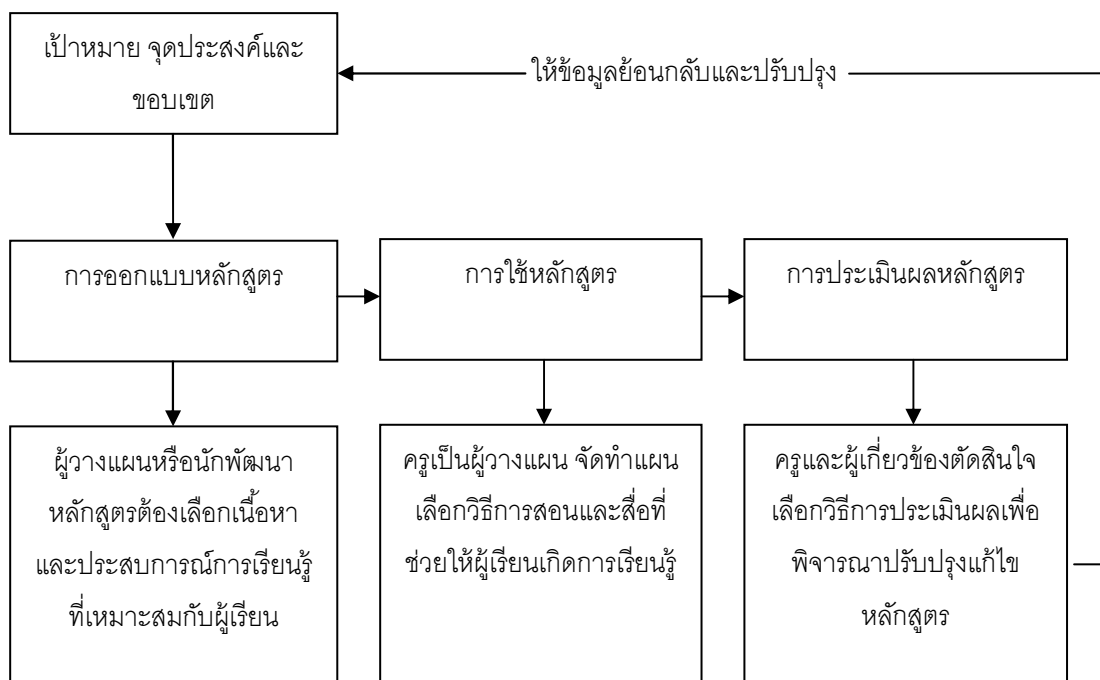 เป้าหมาย จุดประสงค์และ
ขอบเขต
ให้ข้อมูลย้อนกลับและปรับปรุง
การออกแบบหลักสูตร
การใช้หลักสูตร
การประเมินผลหลักสูตร
ผู้วางแผนหรือนักพัฒนา
หลักสูตรต้องเลือกเนื้อหา
และประสบการณ์การเรียนรู้
ที่เหมาะสมกับผู้เรียน
ครูเป็นผู้วางแผน จัดทำแผน
เลือกวิธีการสอนและสื่อที่
ช่วยให้ผู้เรียนเกิดการเรียนรู้
ครูและผู้เกี่ยวข้องตัดสินใจ
เลือกวิธีการประเมินผลเพื่อ
พิจารณาปรับปรุงแก้ไข
หลักสูตร